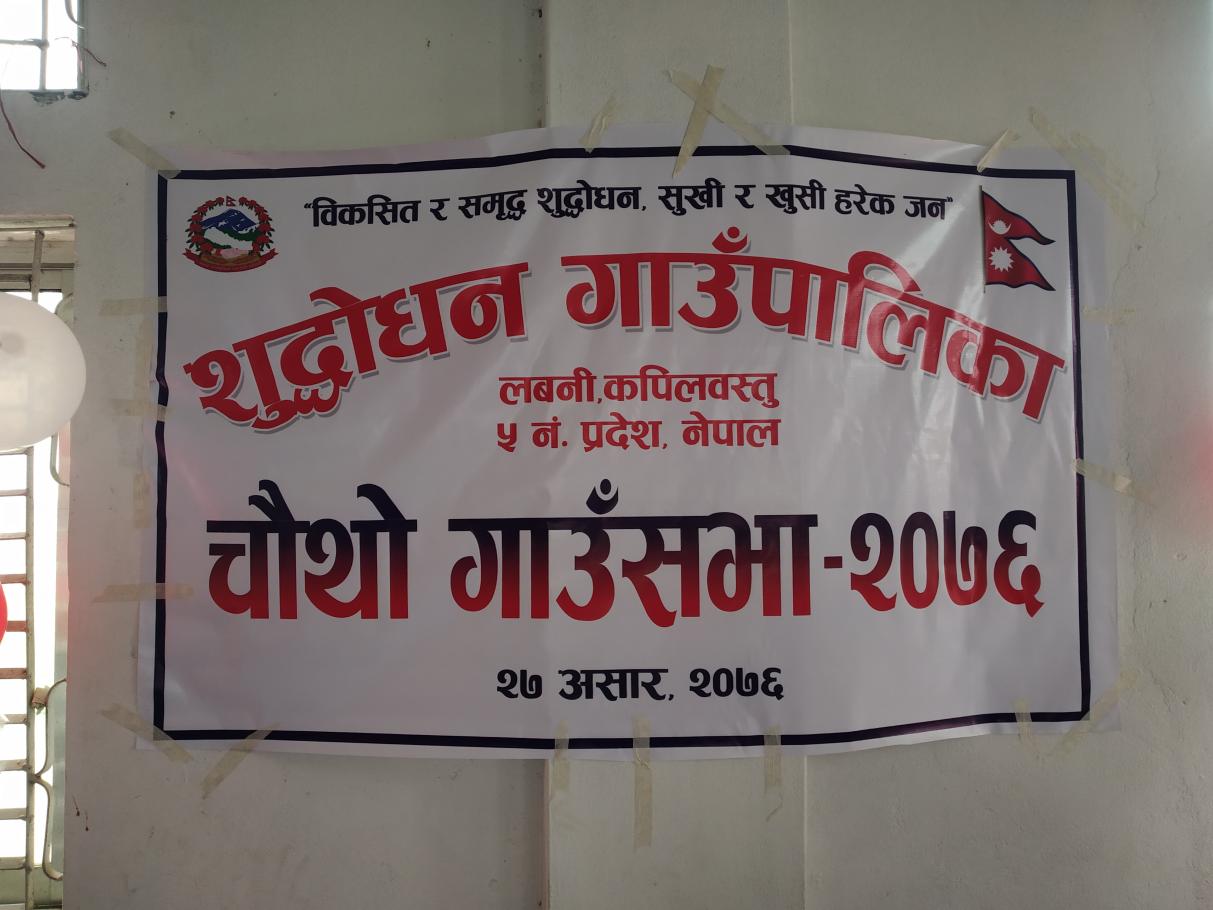 “विकसित र समृद्ध शुद्धोधन, सुखी र खुसी हरेक जन”
शुद्धोधन गाउँपालिका
लबनी,कपिलवस्तु
५ नं. प्रदेश, नेपाल
चौथो गाउँसभा-२०७६
२७ असार, २०७६